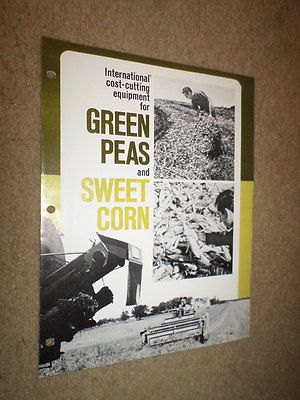 International®
cost-cutting
equipment
for
GREEN
PEAS
and
SWEET
CORN